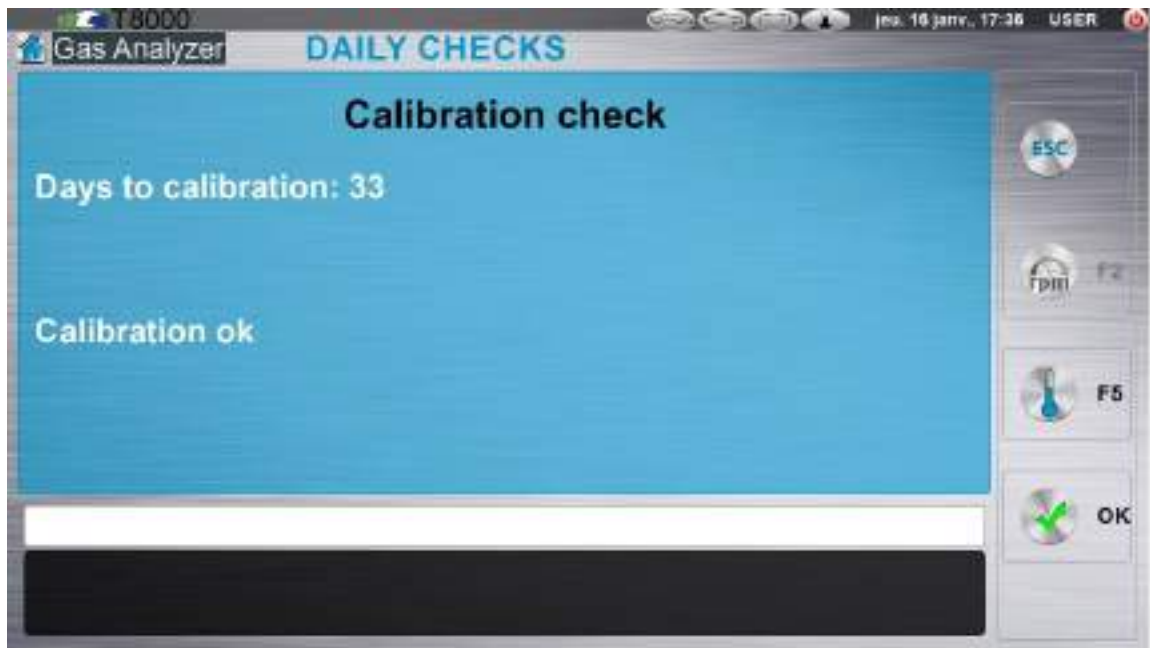 T8000
jeu. 16 janv., 17:36 USER
Gas Analyzer
DAILY CHECKS
Calibration check
ESC
Days to calibration: 33
rpm F2
Calibration ok
F5
OK